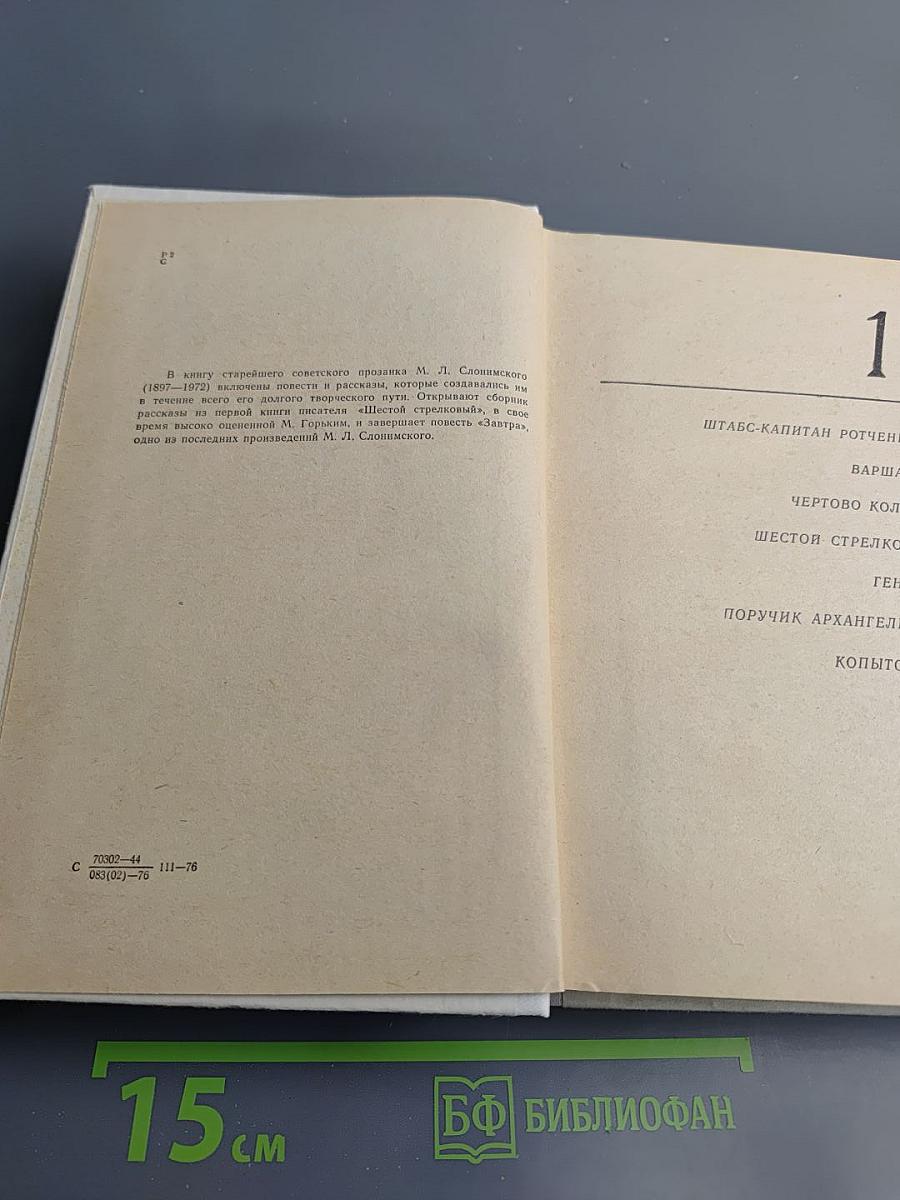 Р2
С
В книгу старейшего советского прозаика М. Л. Слонимского
(1897—1972) включены повести и рассказы, которые создавались им
в течение всего его долгого творческого пути. Открывают сборник
рассказы из первой книги писателя «Шестой стрелковый», в свое
время высоко оцененной М. Горьким, и завершает повесть «Завтра»,
одно из последних произведений М. Л. Слонимского.
С 70302—44
083(02)—76 111—76
1
ШТАБС-КАПИТАН РОТЧЕН
ВАРША
ЧЕРТОВО КОЛ
ШЕСТОЙ СТРЕЛКО
ГЕН
ПОРУЧИК АРХАНГЕЛ
КОПЫТО
15 см
БФ БИБЛИОФАН